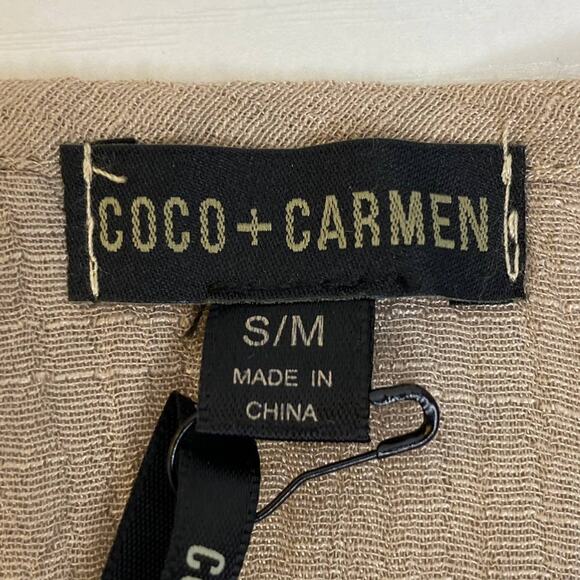 COCO + CARMEN
S/M
MADE IN
CHINA